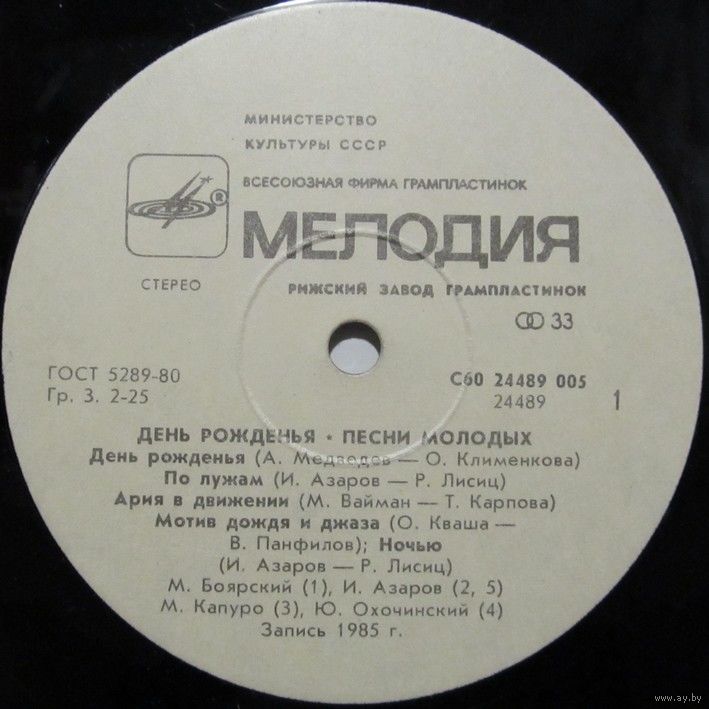 МИНИСТЕРСТВО
КУЛЬТУРЫ СССР
ВСЕСОЮЗНАЯ ФИРМА ГРАМПЛАСТИНОК
®
МЕЛОДИЯ
СТЕРЕО
РИЖСКИЙ ЗАВОД ГРАМПЛАСТИНОК
33
ГОСТ 5289-80
Гр. 3. 2-25
С60 24489 005
24489
1
ДЕНЬ РОЖДЕНЬЯ • ПЕСНИ МОЛОДЫХ
День рожденья (А. Медведев — О. Клименкова)
По лужам (И. Азаров — Р. Лисиц)
Ария в движении (М. Вайман — Т. Карпова)
Мотив дождя и джаза (О. Кваша —
В. Панфилов); Ночью
(И. Азаров — Р. Лисиц)
М. Боярский (1), И. Азаров (2, 5)
М. Капуро (3), Ю. Охочинский (4)
Запись 1985 г.
www.ay.by